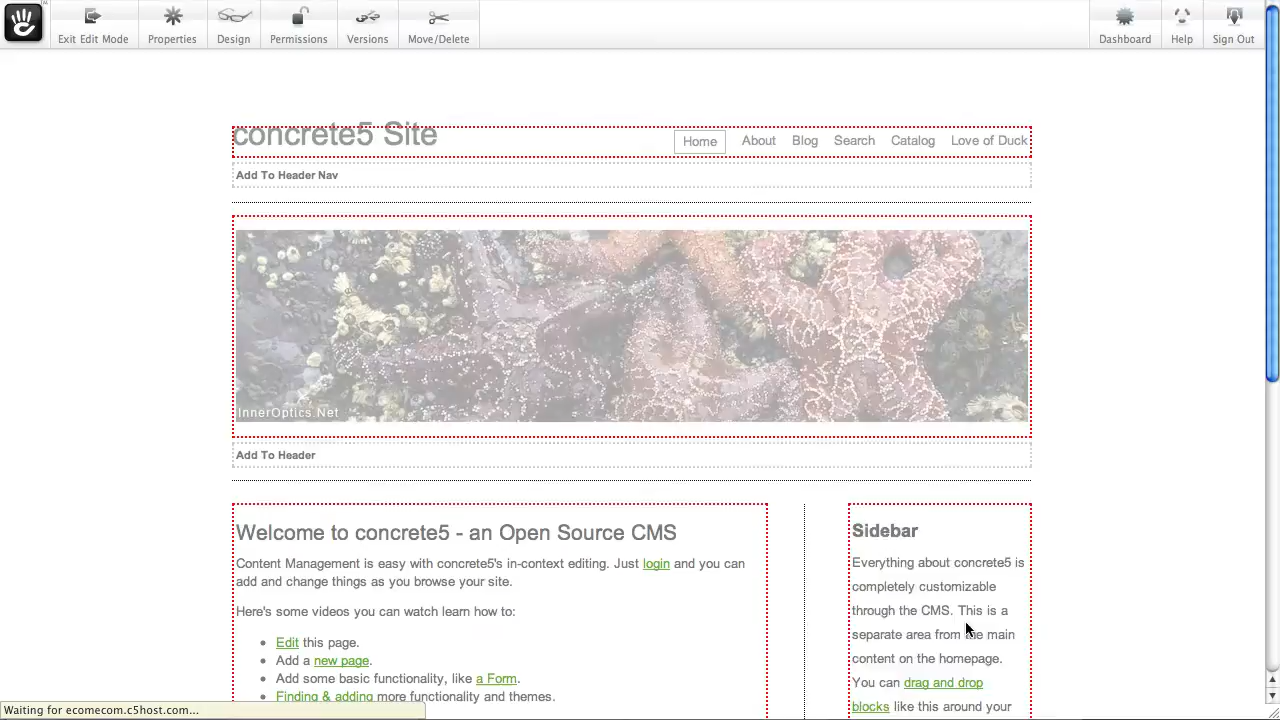 Exit Edit Mode Properties Design Permissions Versions Move/Delete Dashboard Help Sign Out
concrete5 Site
Home About Blog Search Catalog Love of Duck
Add To Header Nav
InnerOptics.Net
Add To Header
Welcome to concrete5 - an Open Source CMS
Content Management is easy with concrete5's in-context editing. Just login and you can
add and change things as you browse your site.
Here's some videos you can watch learn how to:
Edit this page.
Add a new page.
Add some basic functionality, like a Form.
Finding & adding more functionality and themes.
Sidebar
Everything about concrete5 is
completely customizable
through the CMS. This is a
separate area from the main
content on the homepage.
You can drag and drop
blocks like this around your
Waiting for ecomecom.c5host.com...